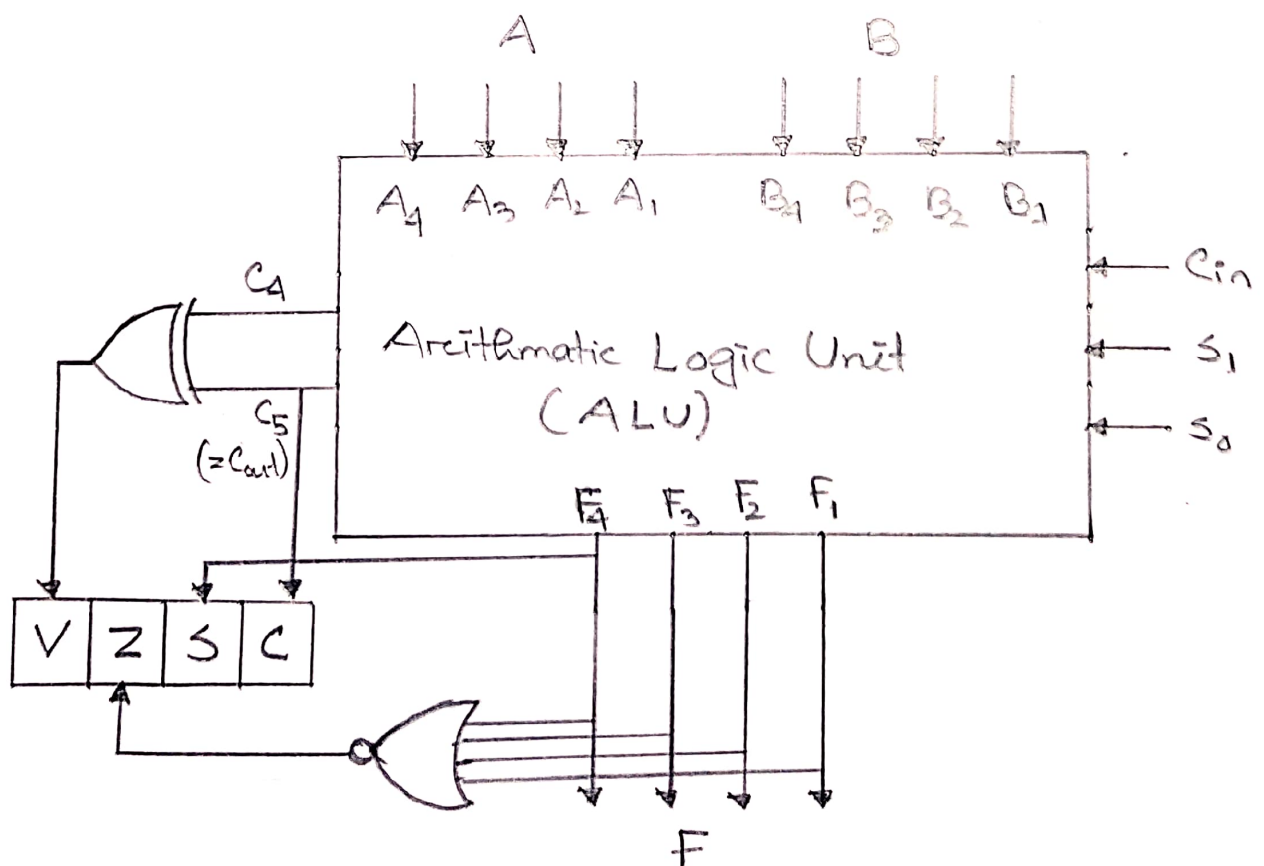 A B
A4 A3 A2 A1 B4 B3 B2 B1
Cin
C4
Areithmatic Logic Unit
S1
(ALU)
C5
(=Cout)
S0
F4 F3 F2 F1
V Z S C
F